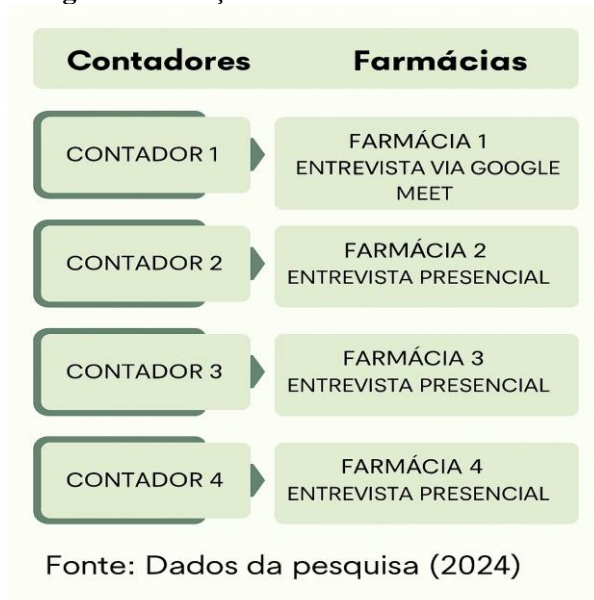 Contadores Farmácias
CONTADOR 1
FARMÁCIA 1
ENTREVISTA VIA GOOGLE
MEET
CONTADOR 2
FARMÁCIA 2
ENTREVISTA PRESENCIAL
CONTADOR 3
FARMÁCIA 3
ENTREVISTA PRESENCIAL
CONTADOR 4
FARMÁCIA 4
ENTREVISTA PRESENCIAL
Fonte: Dados da pesquisa (2024)